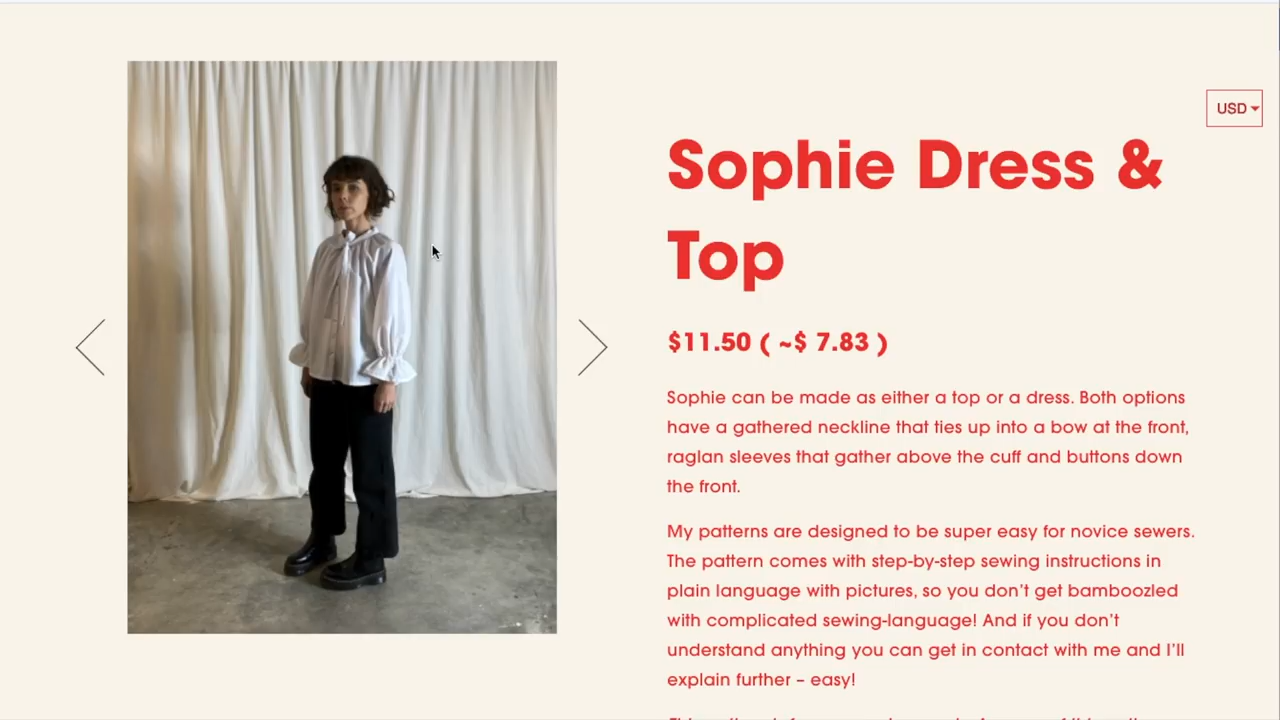 USD
Sophie Dress &
Top
$11.50 ( ~$ 7.83 )
Sophie can be made as either a top or a dress. Both options
have a gathered neckline that ties up into a bow at the front,
raglan sleeves that gather above the cuff and buttons down
the front.
My patterns are designed to be super easy for novice sewers.
The pattern comes with step-by-step sewing instructions in
plain language with pictures, so you don’t get bamboozled
with complicated sewing-language! And if you don’t
understand anything you can get in contact with me and I’ll
explain further – easy!